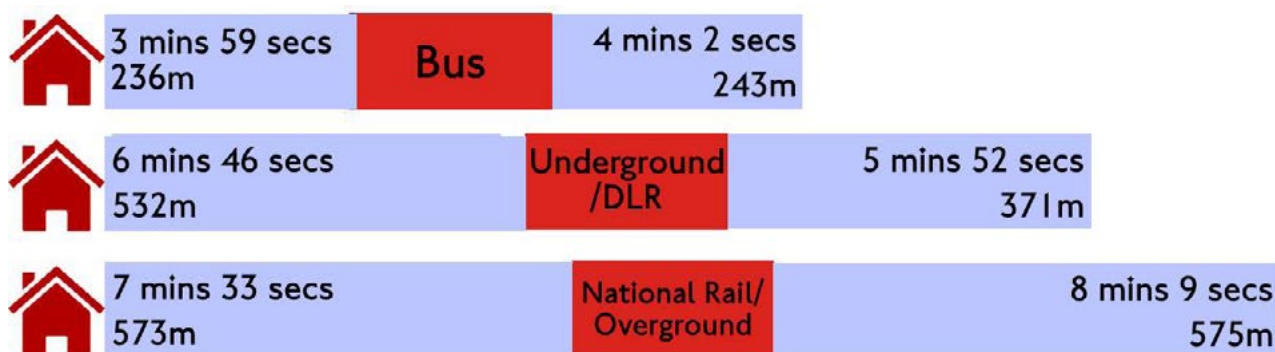 3 mins 59 secs
236m
Bus
4 mins 2 secs
243m
6 mins 46 secs
532m
Underground
/DLR
5 mins 52 secs
371m
7 mins 33 secs
573m
National Rail/
Overground
8 mins 9 secs
575m